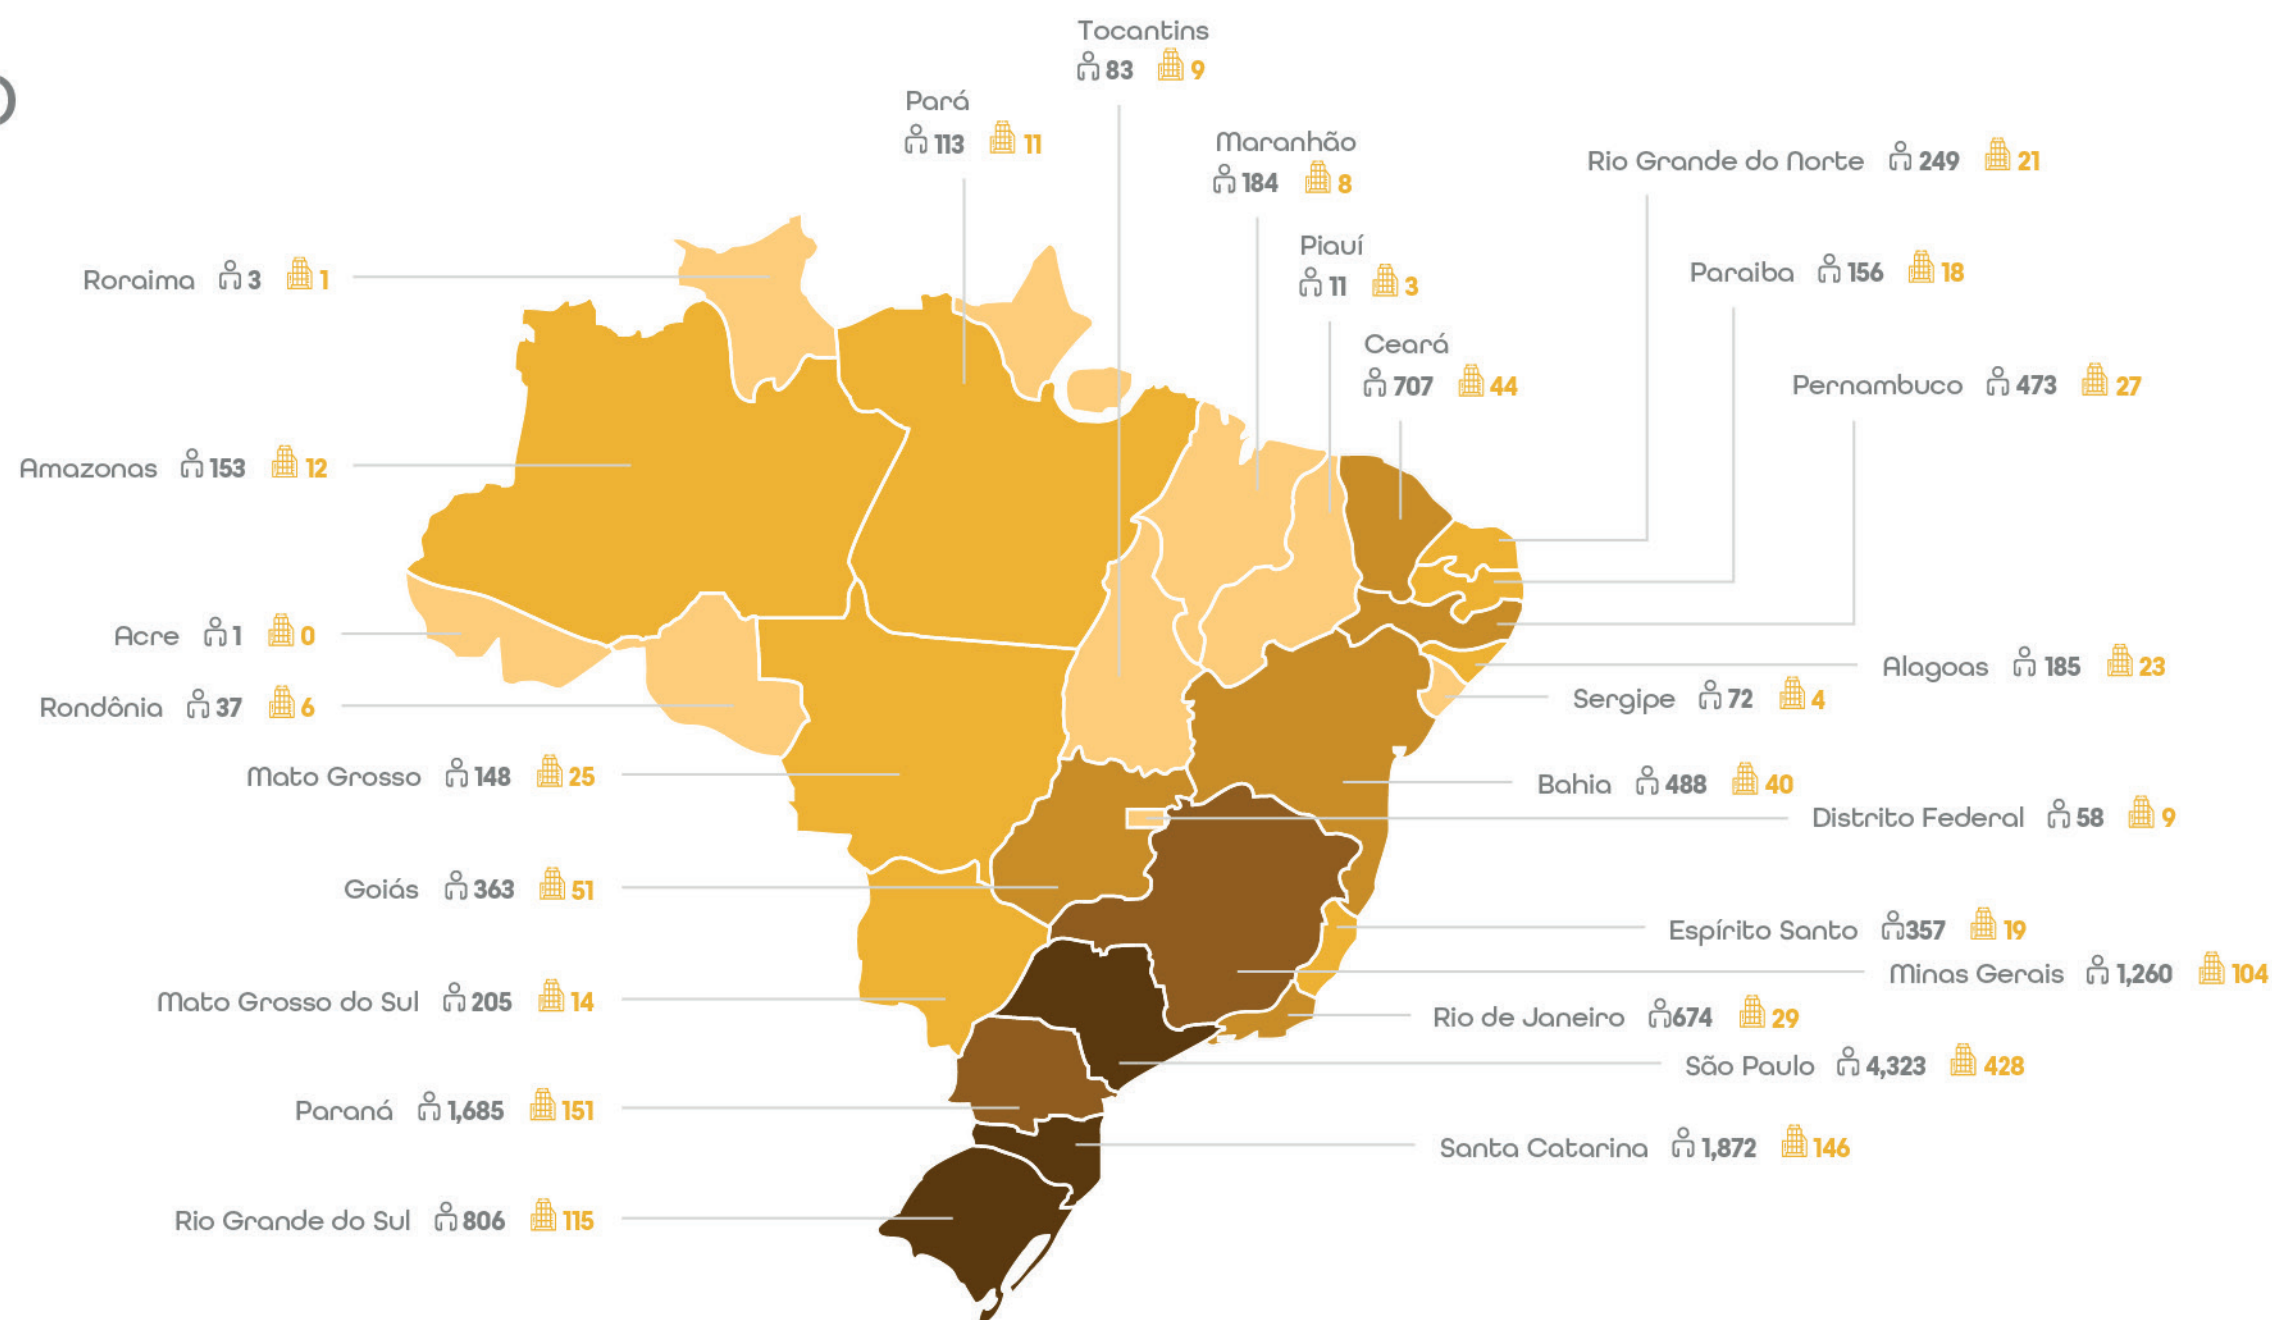 Tocantins
83 9
Pará
113 11
Maranhão
184 8
Rio Grande do Norte 249 21
Piauí
11 3
Paraiba 156 18
Roraima 3 1
Ceará
707 44
Pernambuco 473 27
Amazonas 153 12
Acre 1 0
Alagoas 185 23
Sergipe 72 4
Rondônia 37 6
Mato Grosso 148 25
Bahia 488 40
Distrito Federal 58 9
Goiás 363 51
Espírito Santo 357 19
Minas Gerais 1,260 104
Mato Grosso do Sul 205 14
Rio de Janeiro 674 29
São Paulo 4,323 428
Paraná 1,685 151
Santa Catarina 1,872 146
Rio Grande do Sul 806 115